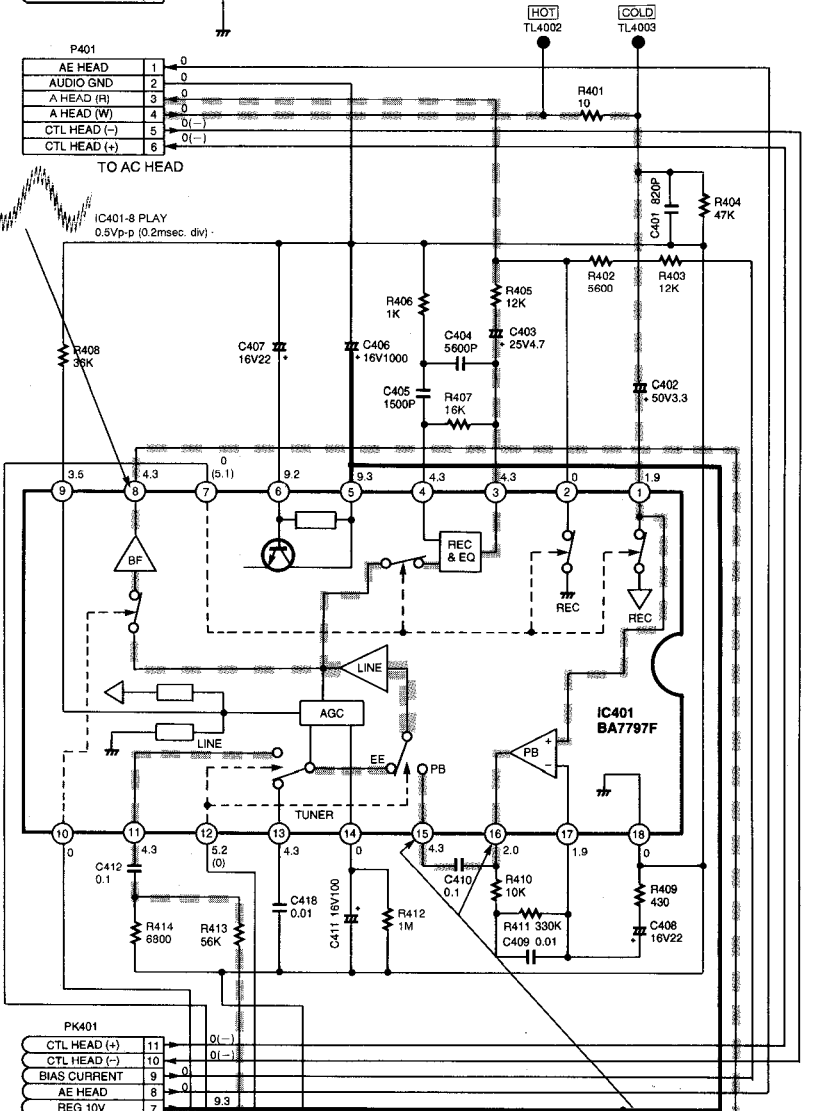 HOT COLD
TL4002 TL4003
P401
AE HEAD 1 0
AUDIO GND 2 0
A HEAD (R) 3 0
A HEAD (W) 4 0
CTL HEAD (-) 5 0(-)
CTL HEAD (+) 6 0(-)
TO AC HEAD
R401
10
C401 820P
R404
47K
IC401-8 PLAY
0.5Vp-p (0.2msec. div)
R402
5600
R403
12K
R405
12K
R406
1K
C403
+ 25V4.7
C404
5600P
C407
16V22 +
C406
+ 16V1000
R408
36K
C405
1500P
R407
16K
C402
+ 50V3.3
0
3.5 4.3 (5.1) 9.2 9.3 4.3 4.3 0 1.9
9 8 7 6 5 4 3 2 1
BF
REC
& EQ
REC
REC
LINE
AGC
LINE
EE
PB
PB
+
-
IC401
BA7797F
TUNER
10 11 12 13 14 15 16 17 18
0 4.3 5.2 4.3 0 4.3 2.0 1.9 0
(0)
C412
0.1
C410
0.1
R410
10K
R409
430
C418
0.01
C411 16V100
+
R412
1M
R414
6800
R413
56K
R411 330K
C409 0.01
C408
+ 16V22
PK401
CTL HEAD (+) 11 0(-)
CTL HEAD (-) 10 0(-)
BIAS CURRENT 9 0
AE HEAD 8 0
REG 10V 7 9.3